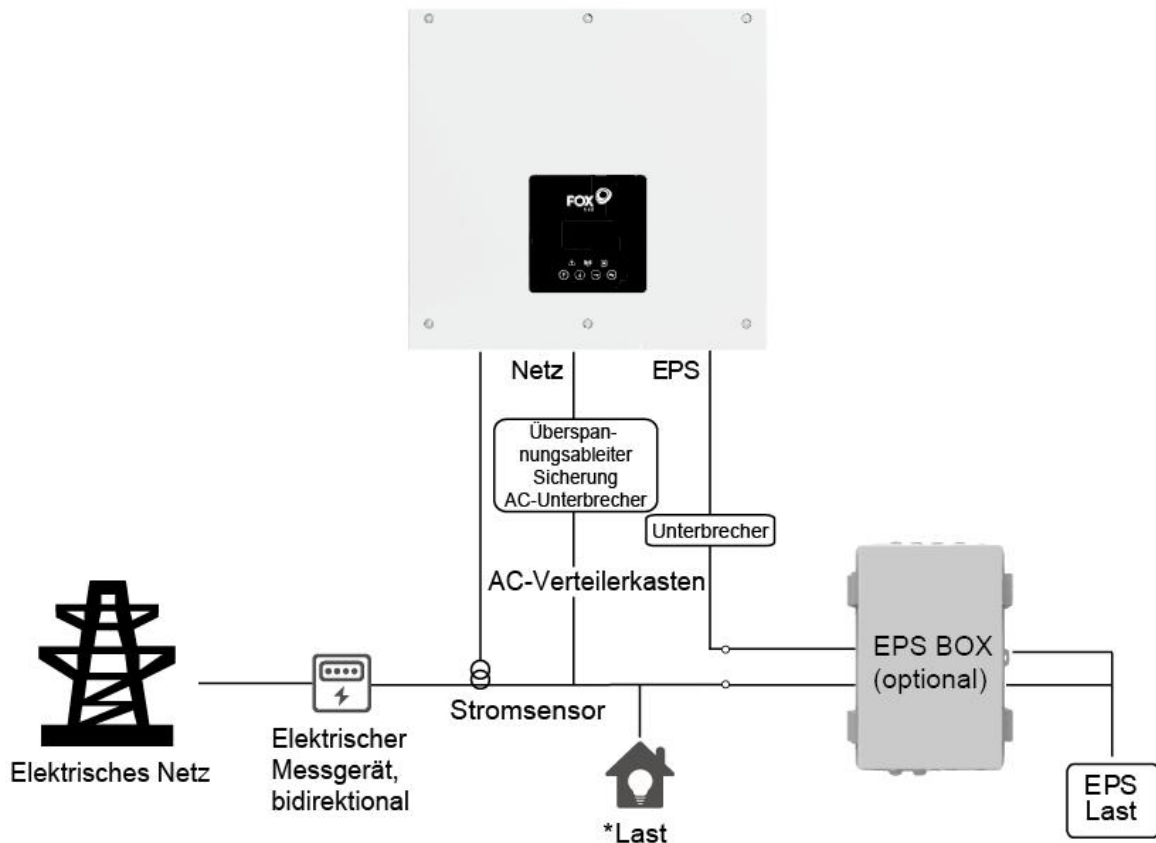 FOX
ESS
Netz
EPS
Überspan-
nungsableiter
Sicherung
AC-Unterbrecher
Unterbrecher
AC-Verteilerkasten
EPS BOX
(optional)
Stromsensor
Elektrischer
Messgerät,
bidirektional
Elektrisches Netz
*Last
EPS
Last